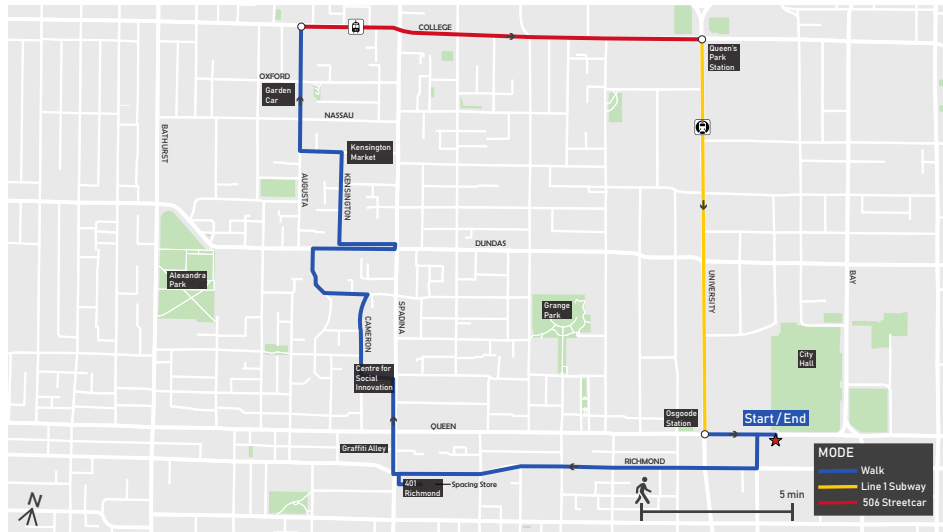 COLLEGE
Queen's
Park
Station
OXFORD
Garden
Car
NASSAU
BATHURST
Kensington
Market
AUGUSTA
KENSINGTON
DUNDAS
Alexandra
Park
UNIVERSITY
BAY
SPADINA
Grange
Park
CAMERON
City
Hall
Centre for
Social
Innovation
Osgoode
Station
Start/End
QUEEN
Graffiti Alley
RICHMOND
401
Richmond
Spacing Store
N
5 min
MODE
Walk
Line 1 Subway
506 Streetcar